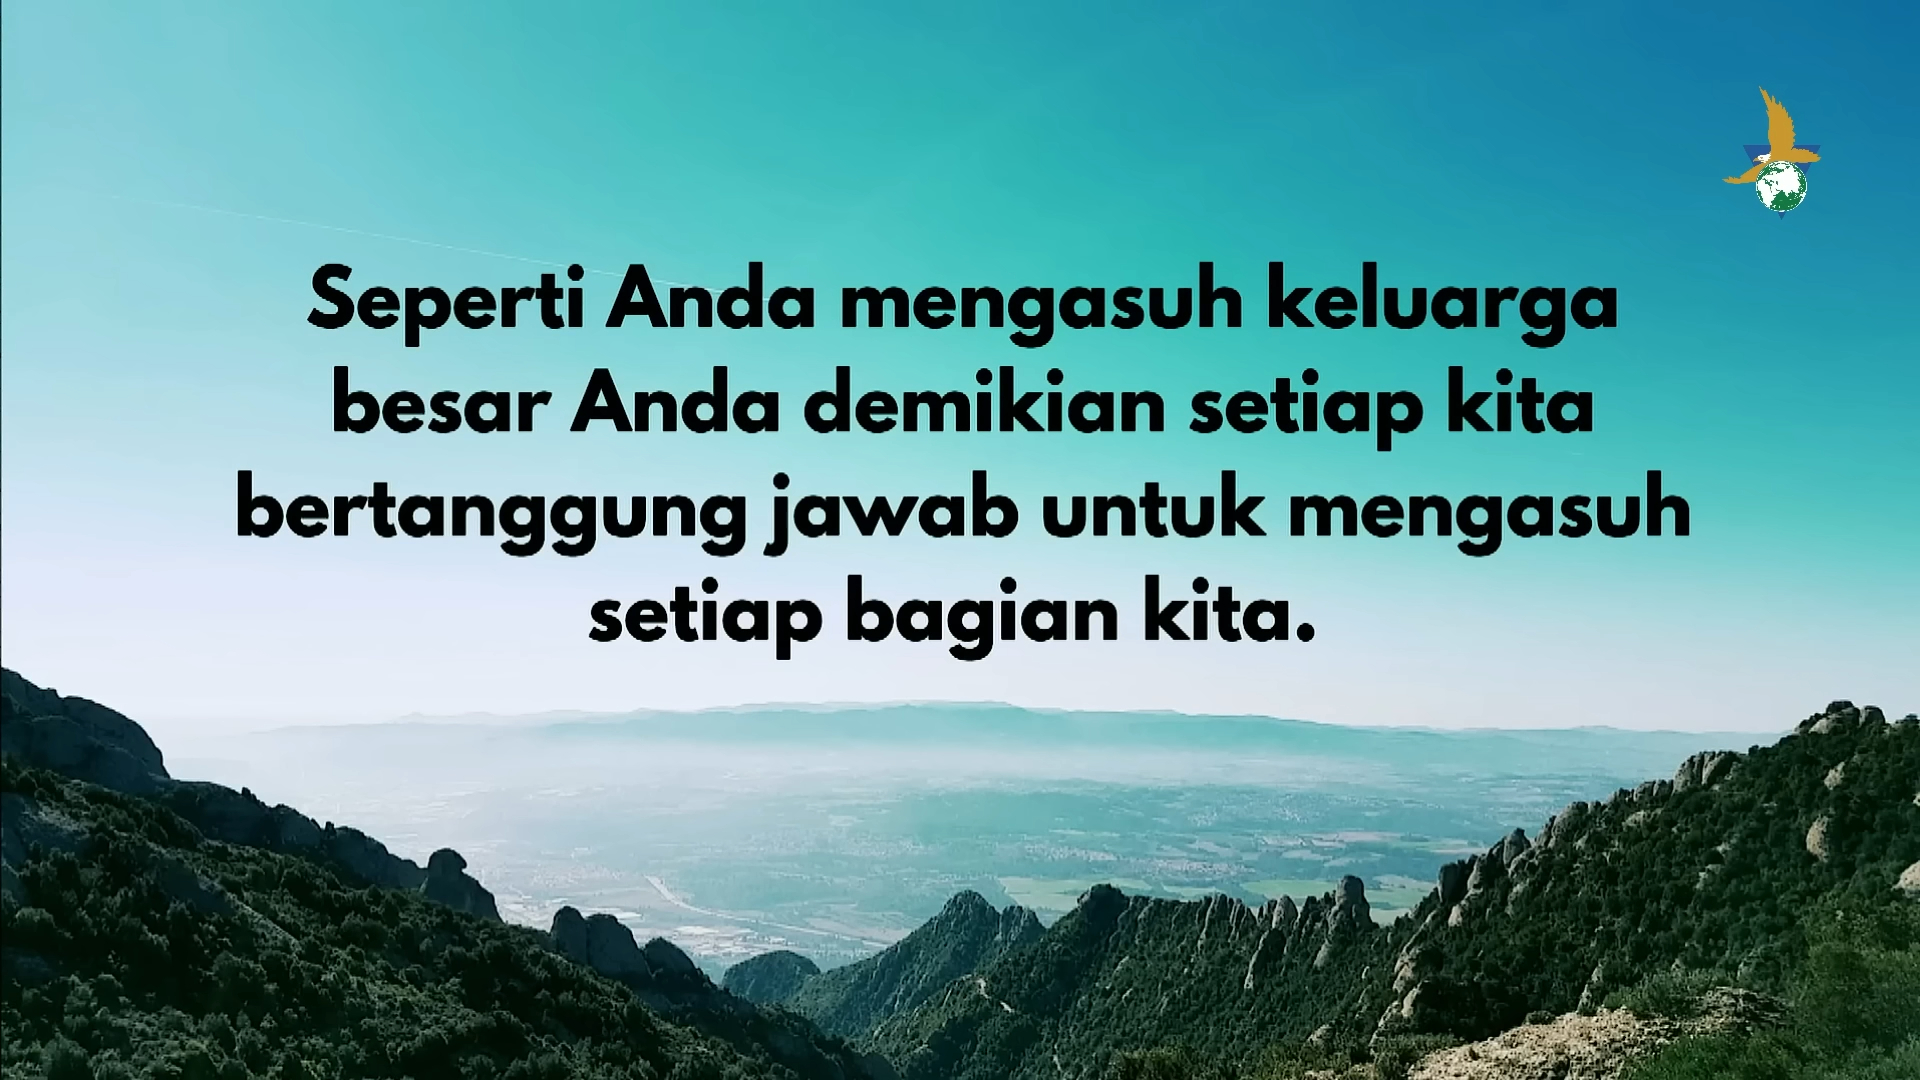 Seperti Anda mengasuh keluarga
besar Anda demikian setiap kita
bertanggung jawab untuk mengasuh
setiap bagian kita.